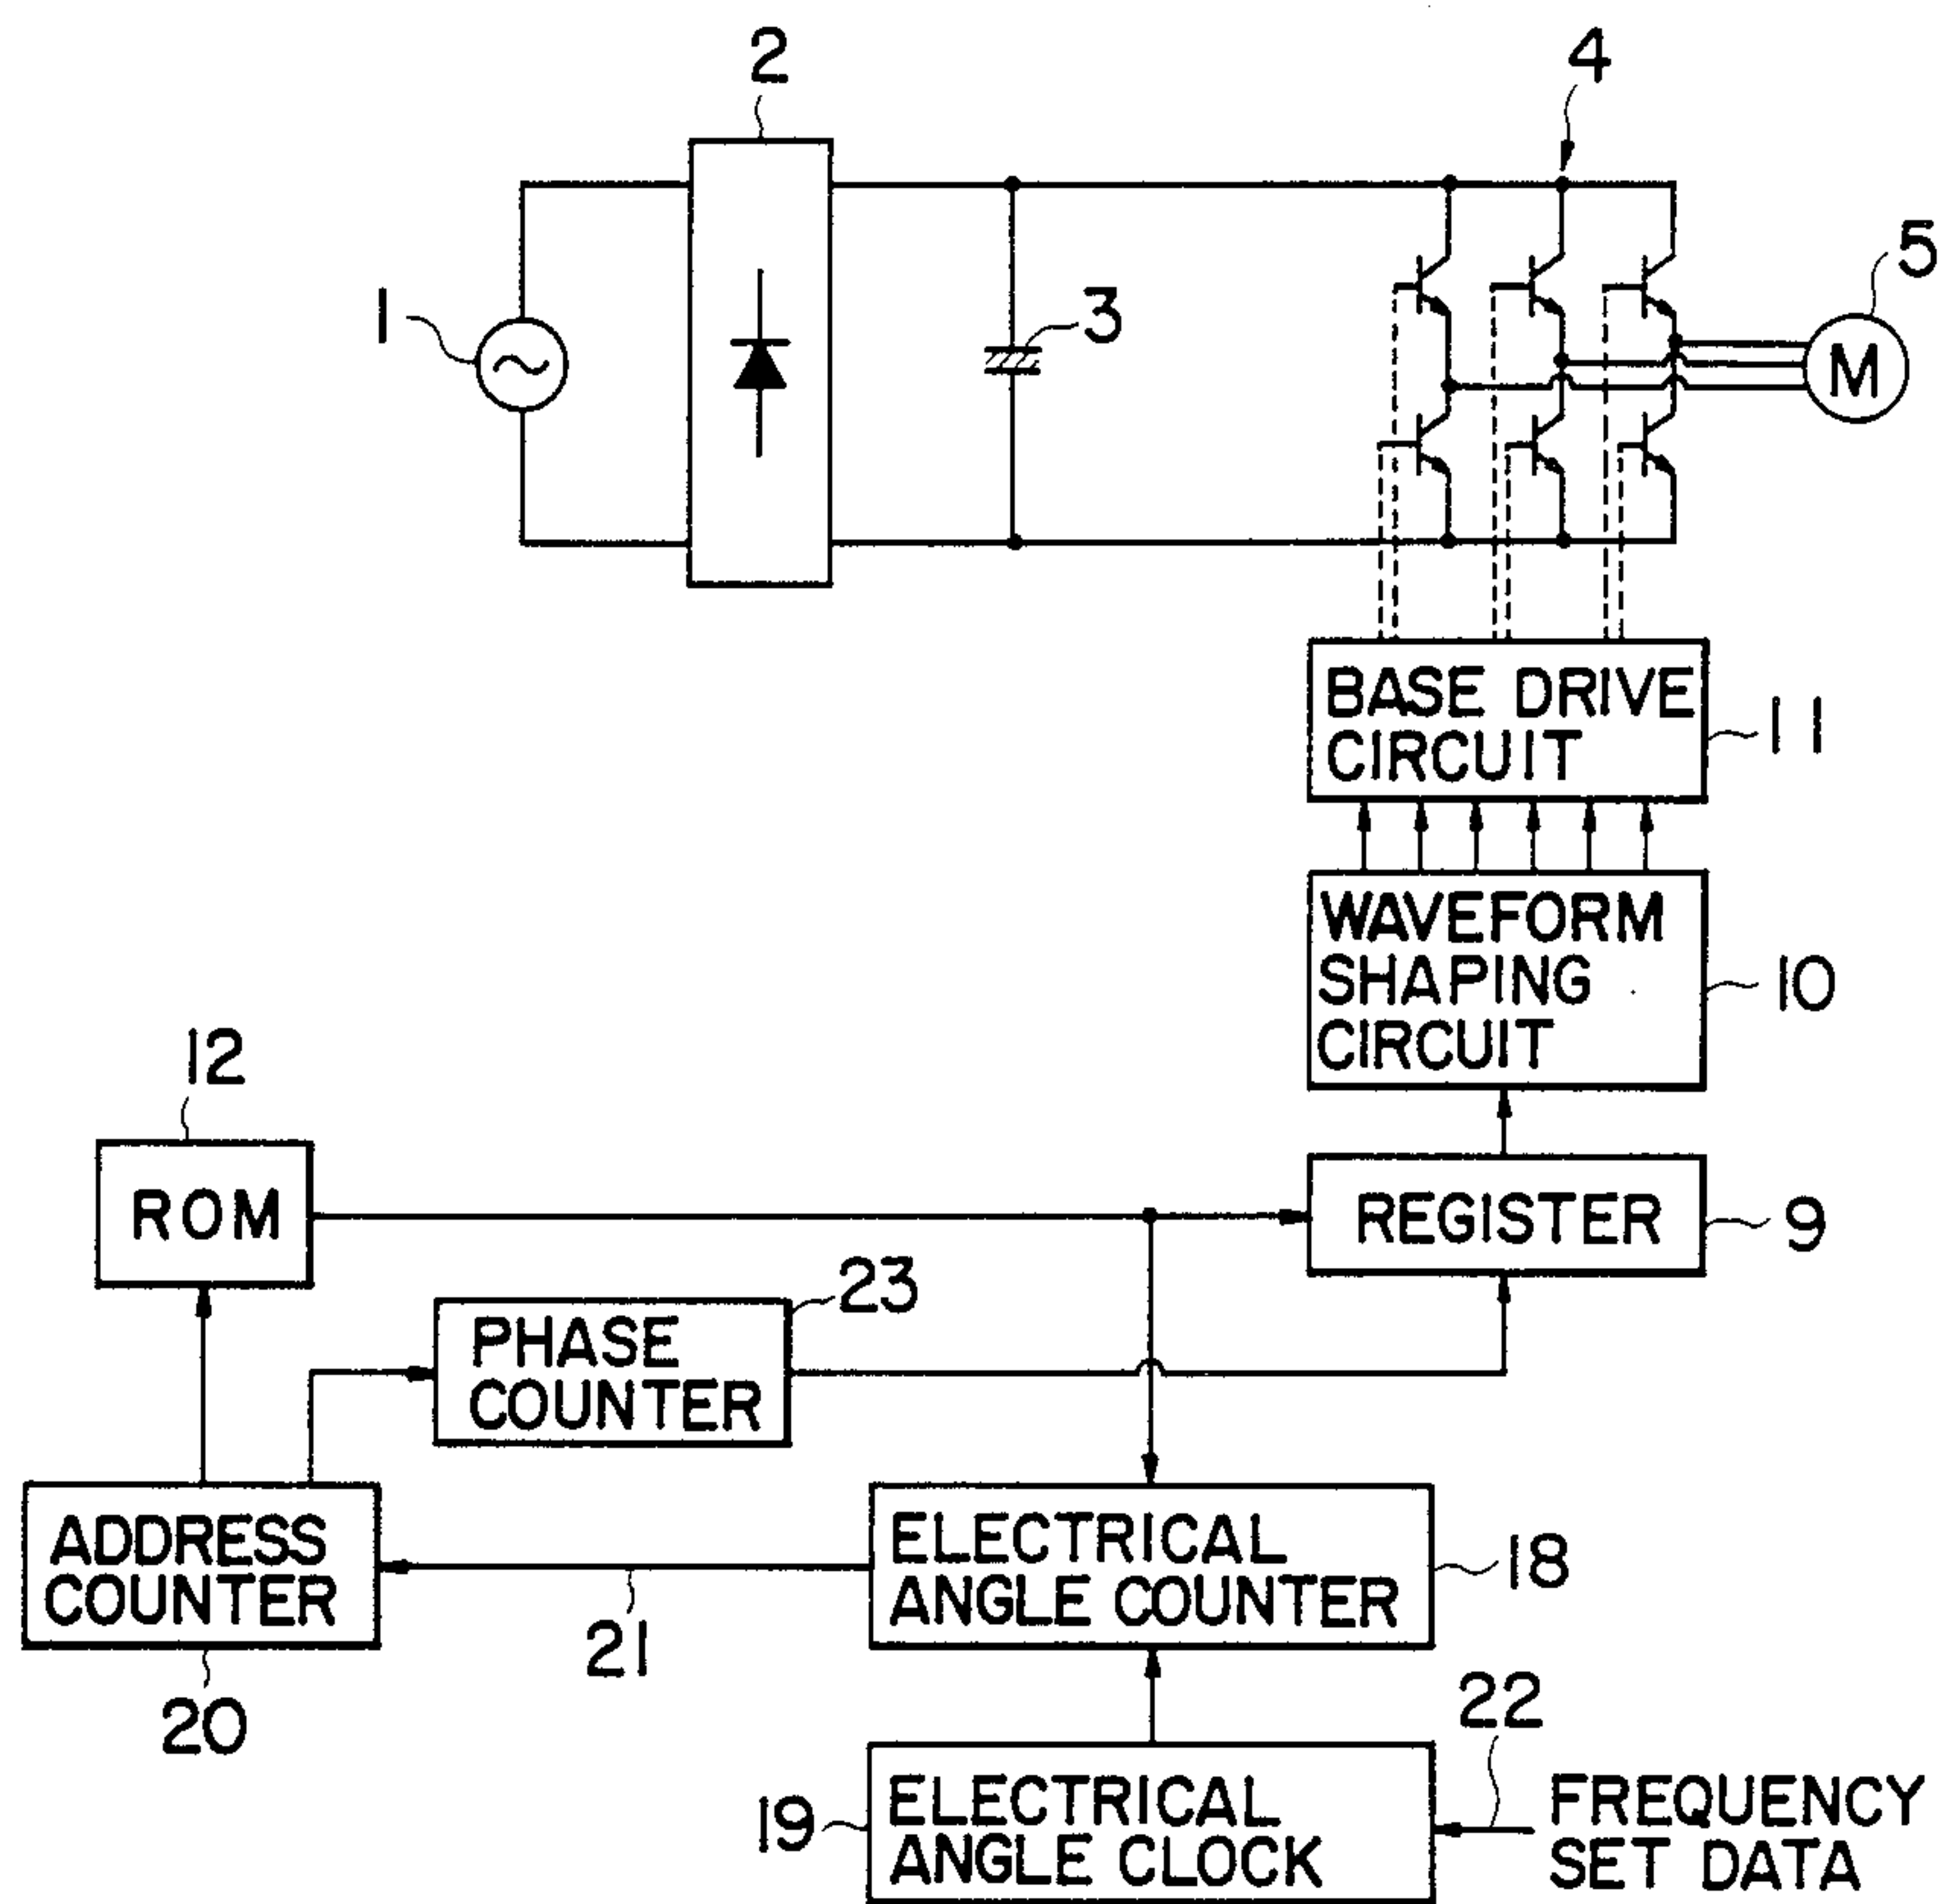 2
4
5
1
3
M
BASE DRIVE
CIRCUIT
11
WAVEFORM
SHAPING
CIRCUIT
10
12
ROM
REGISTER
9
23
PHASE
COUNTER
ADDRESS
COUNTER
ELECTRICAL
ANGLE COUNTER
18
21
20
22
19
ELECTRICAL
ANGLE CLOCK
FREQUENCY
SET DATA